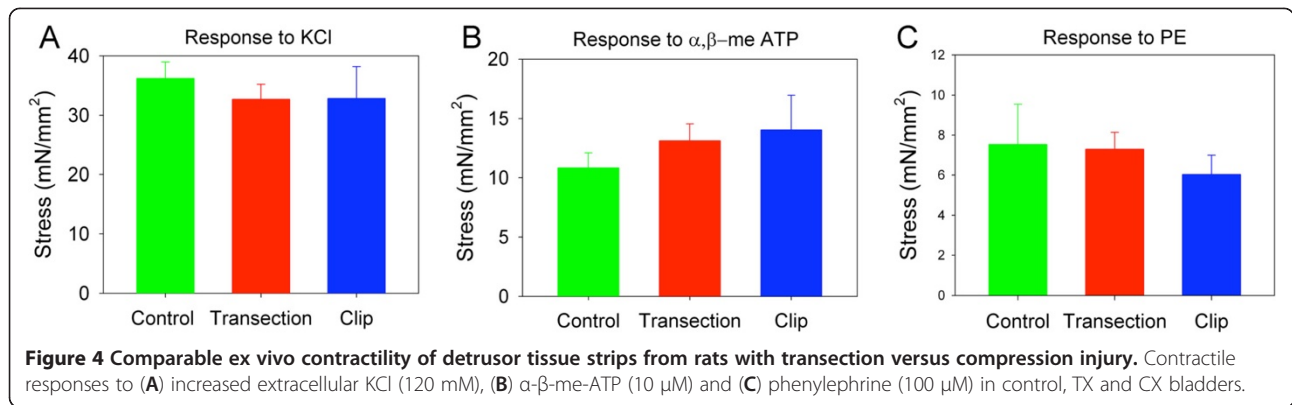 A
Response to KCl
Stress (mN/mm²)
40
30
20
10
0
Control Transection Clip
B
Response to α,β–me ATP
Stress (mN/mm²)
20
15
10
5
0
Control Transection Clip
C
Response to PE
Stress (mN/mm²)
12
10
8
6
4
2
0
Control Transection Clip
Figure 4 Comparable ex vivo contractility of detrusor tissue strips from rats with transection versus compression injury. Contractile
responses to (A) increased extracellular KCl (120 mM), (B) α-β-me-ATP (10 μM) and (C) phenylephrine (100 μM) in control, TX and CX bladders.